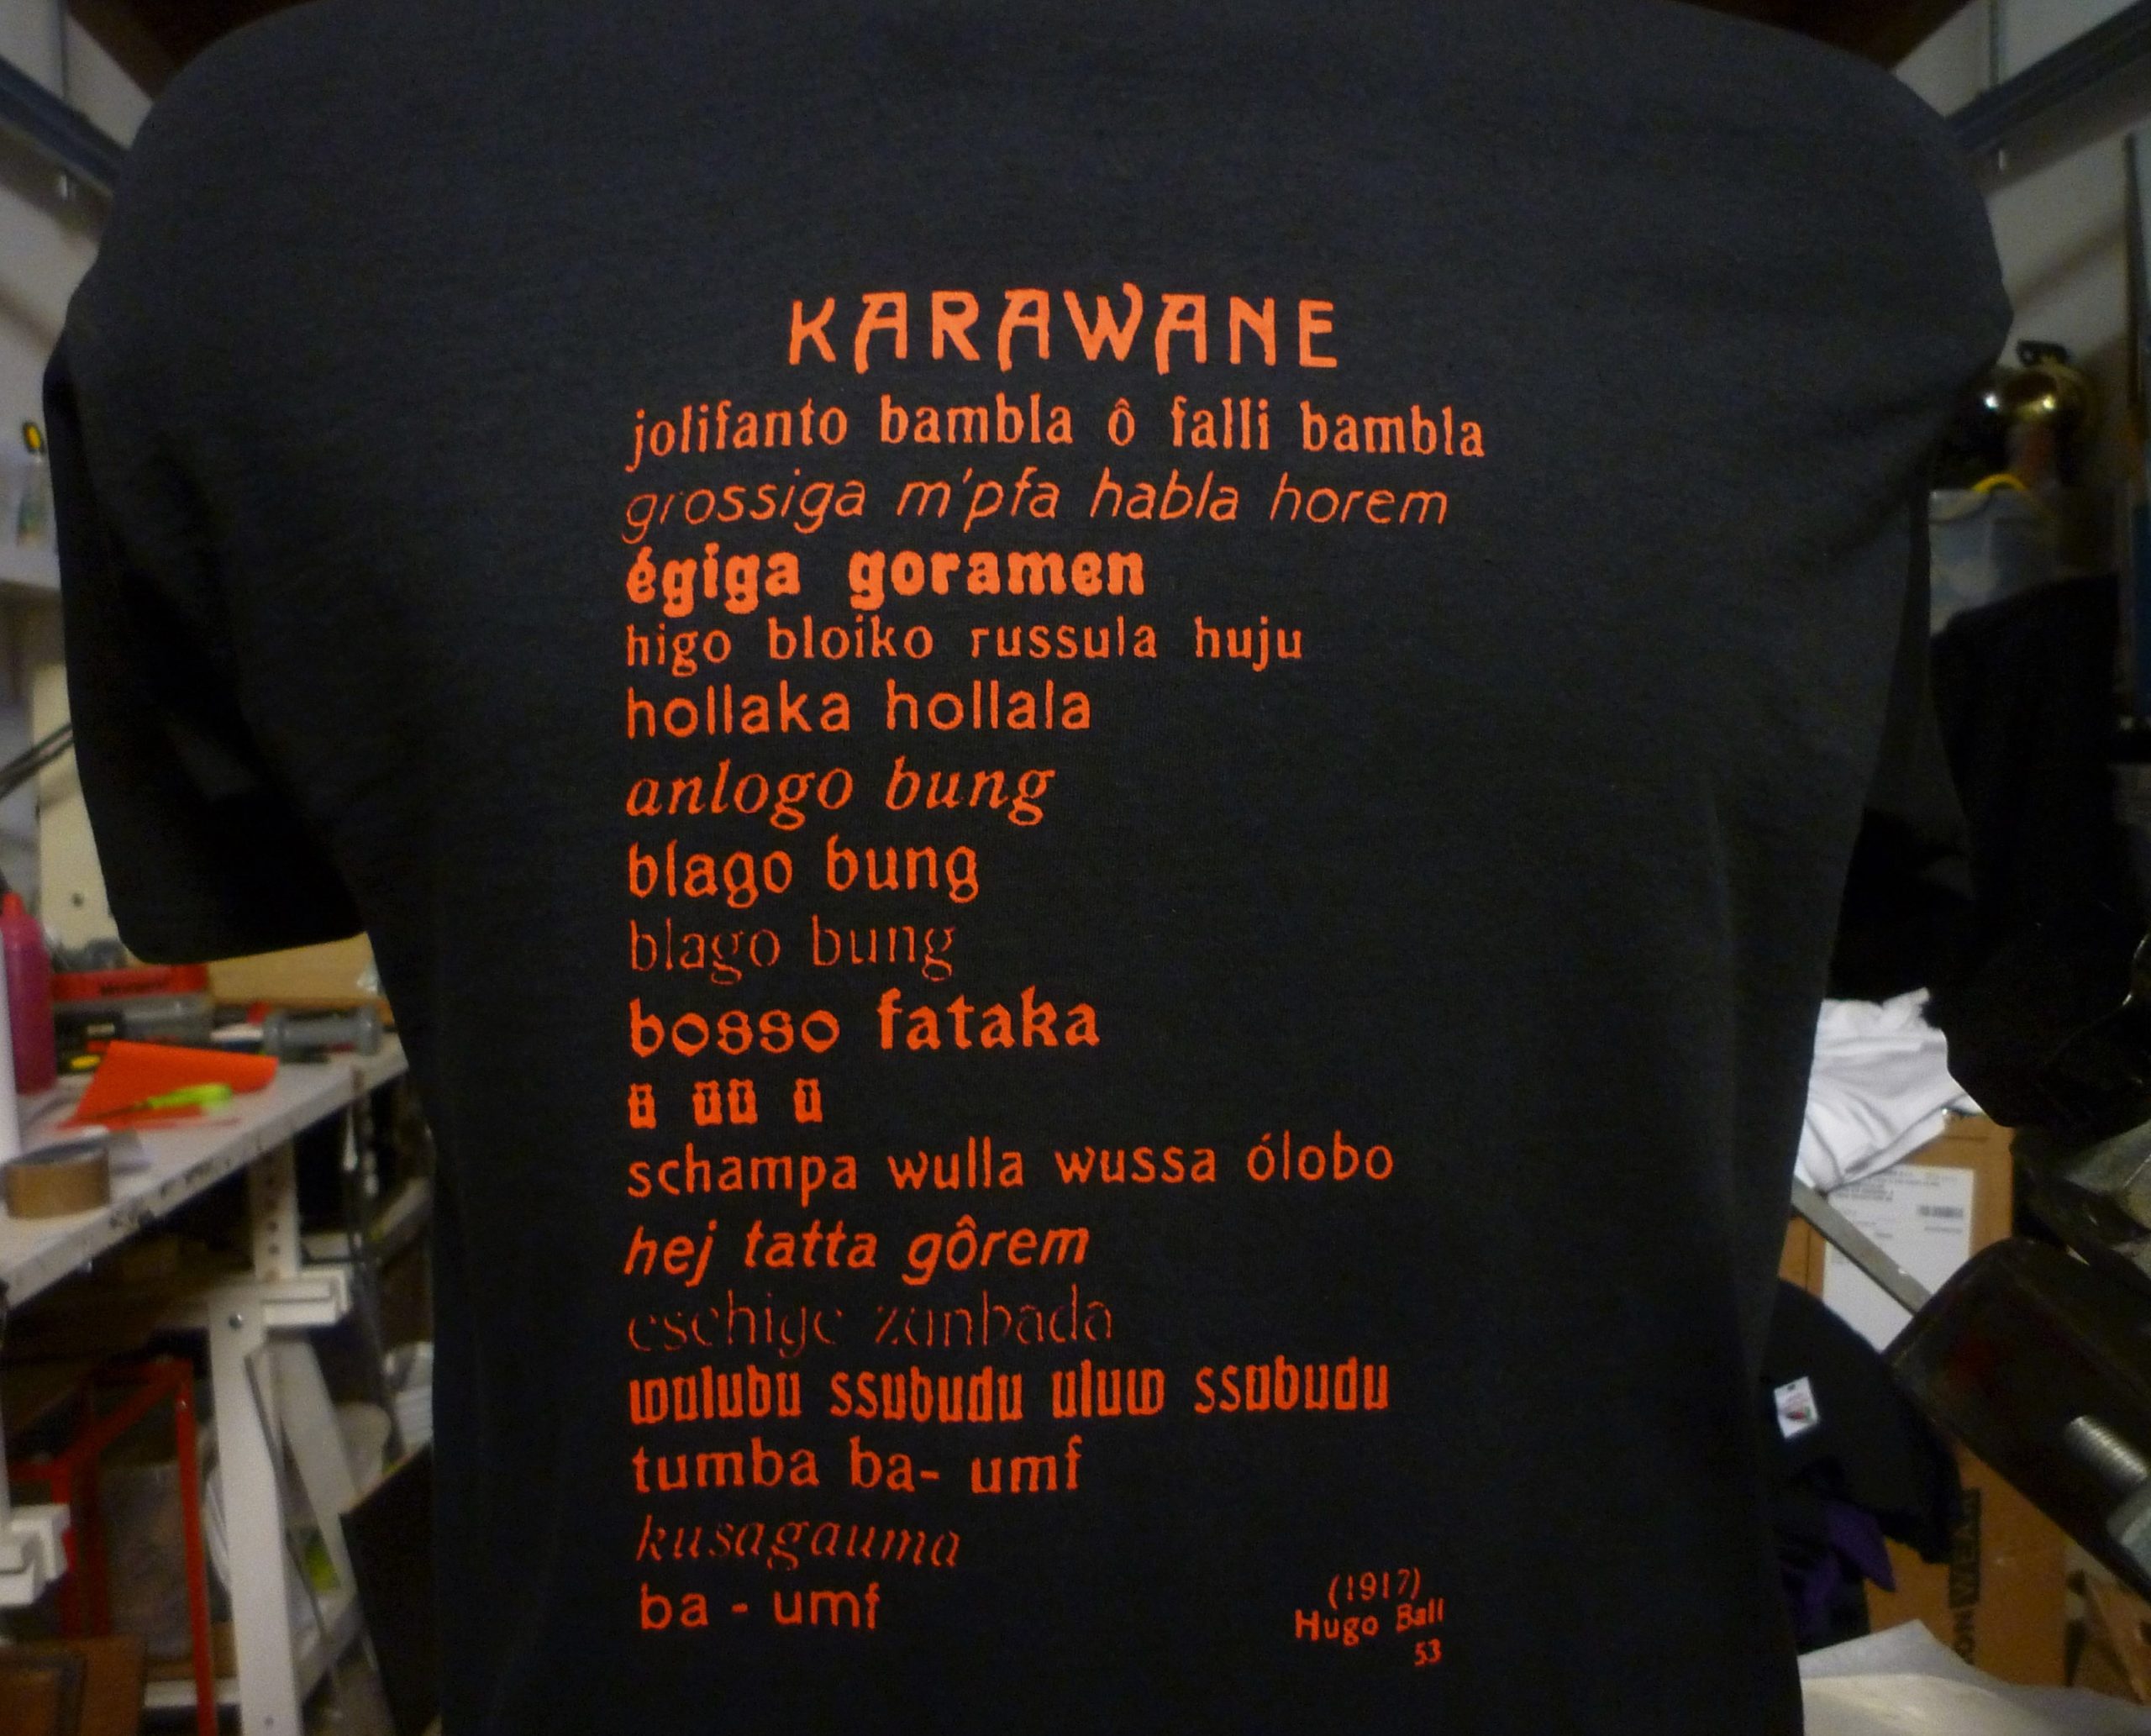 KARAWANE
jolifanto bambla ô falli bambla
grossiga m'pfa habla horem
égiga goramen
higo bloiko russula huju
hollaka hollala
anlogo bung
blago bung
blago bung
bosso fataka
ü üü ü
schampa wulla wussa ólobo
hej tatta gôrem
eschige zunbada
wulubu ssubudu uluw ssubudu
tumba ba- umf
kusagauma
ba - umf
(1917)
Hugo Ball
53